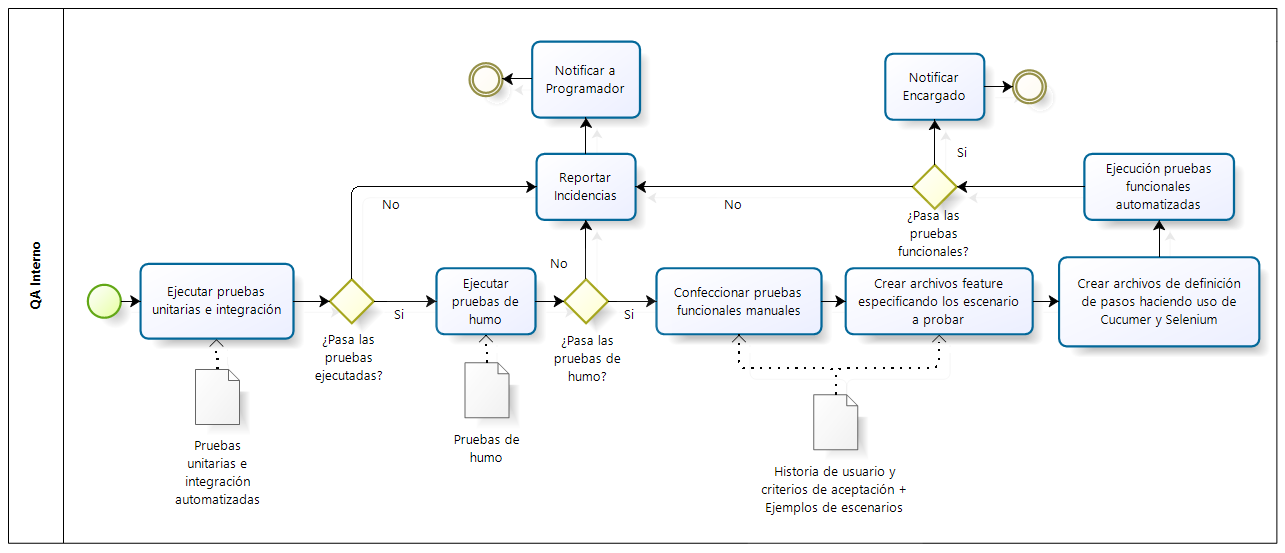 QA Interno
Notificar a
Programador
Notificar
Encargado
Si
Reportar
Incidencias
No
No
Ejecución pruebas
funcionales
automatizadas
¿Pasa las
pruebas
funcionales?
Ejecutar pruebas
unitarias e integración
¿Pasa las
pruebas
ejecutadas?
Si
Ejecutar
pruebas de
humo
No
¿Pasa las
pruebas de
humo?
Si
Confeccionar pruebas
funcionales manuales
Crear archivos feature
especificando los escenario
a probar
Crear archivos de definición
de pasos haciendo uso de
Cucumer y Selenium
Pruebas
unitarias e
integración
automatizadas
Pruebas de
humo
Historia de usuario y
criterios de aceptación +
Ejemplos de escenarios